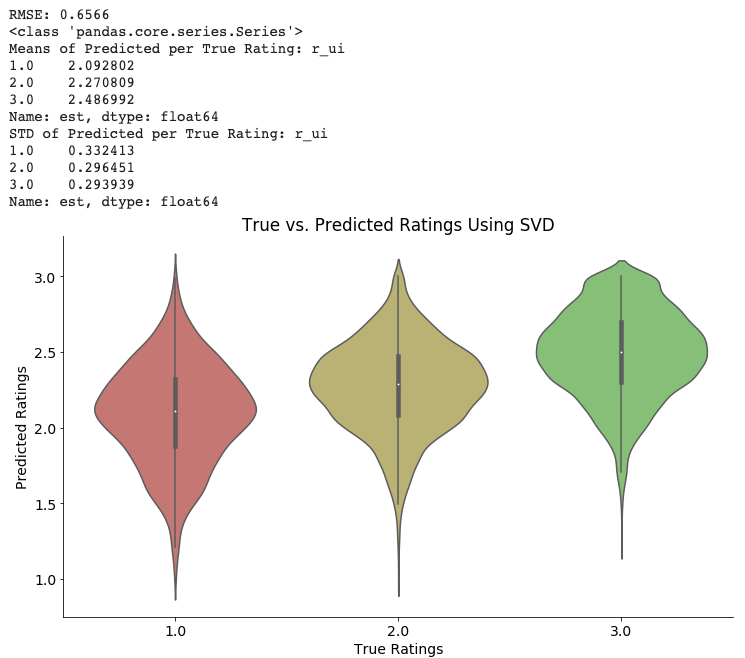 RMSE: 0.6566
<class 'pandas.core.series.Series'>
Means of Predicted per True Rating: r_ui
1.0    2.092802
2.0    2.270809
3.0    2.486992
Name: est, dtype: float64
STD of Predicted per True Rating: r_ui
1.0    0.332413
2.0    0.296451
3.0    0.293939
Name: est, dtype: float64
True vs. Predicted Ratings Using SVD
3.0
2.5
2.0
1.5
1.0
Predicted Ratings
1.0 2.0 3.0
True Ratings